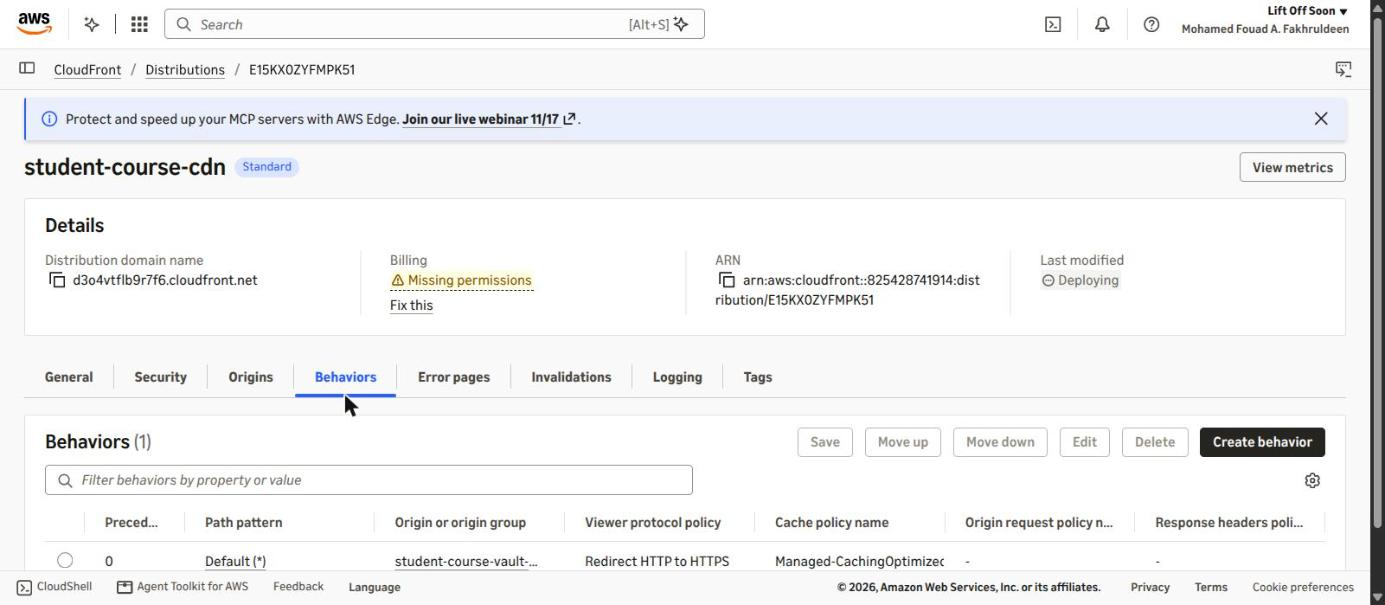 aws
Search
[Alt+S]
Lift Off Soon
Mohamed Fouad A. Fakhruldeen
CloudFront / Distributions / E15KX0ZYFMPK51
Protect and speed up your MCP servers with AWS Edge. Join our live webinar 11/17 .
student-course-cdn
Standard
View metrics
Details
Distribution domain name
d3o4vtflb9r7f6.cloudfront.net
Billing
Missing permissions
Fix this
ARN
arn:aws:cloudfront::825428741914:dist
ribution/E15KX0ZYFMPK51
Last modified
Deploying
General
Security
Origins
Behaviors
Error pages
Invalidations
Logging
Tags
Behaviors (1)
Save
Move up
Move down
Edit
Delete
Create behavior
Filter behaviors by property or value
Preced...
Path pattern
Origin or origin group
Viewer protocol policy
Cache policy name
Origin request policy n...
Response headers poli...
0
Default (*)
student-course-vault-...
Redirect HTTP to HTTPS
Managed-CachingOptimized
-
-
CloudShell
Agent Toolkit for AWS
Feedback
Language
© 2026, Amazon Web Services, Inc. or its affiliates.
Privacy
Terms
Cookie preferences